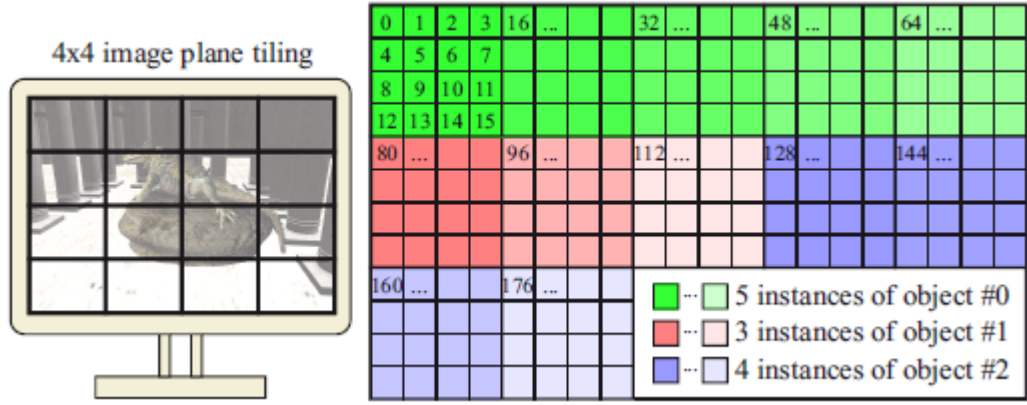 4x4 image plane tiling
0 1 2 3 16 ... 32 ... 48 ... 64 ...
4 5 6 7
8 9 10 11
12 13 14 15
80 ... 96 ... 112 ... 128 ... 144 ...
160 ... 176 ...
... 5 instances of object #0
... 3 instances of object #1
... 4 instances of object #2